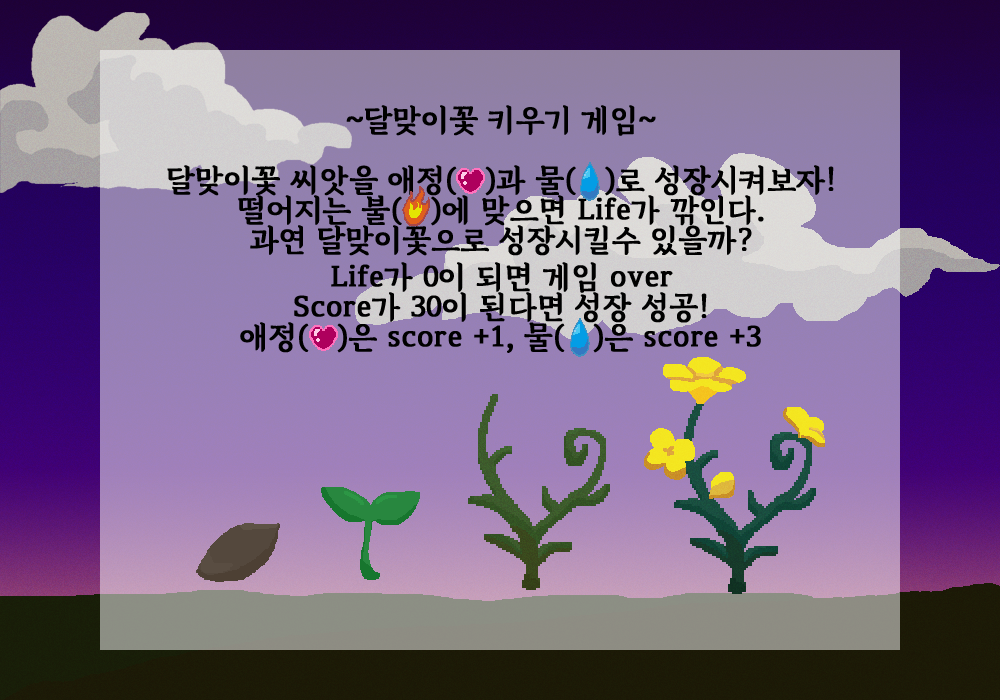 ~달맞이꽃 키우기 게임~
달맞이꽃 씨앗을 애정(💗)과 물(💧)로 성장시켜보자!
떨어지는 불(🔥)에 맞으면 Life가 깎인다.
과연 달맞이꽃으로 성장시킬수 있을까?
Life가 0이 되면 게임 over
Score가 30이 된다면 성장 성공!
애정(💗)은 score +1, 물(💧)은 score +3